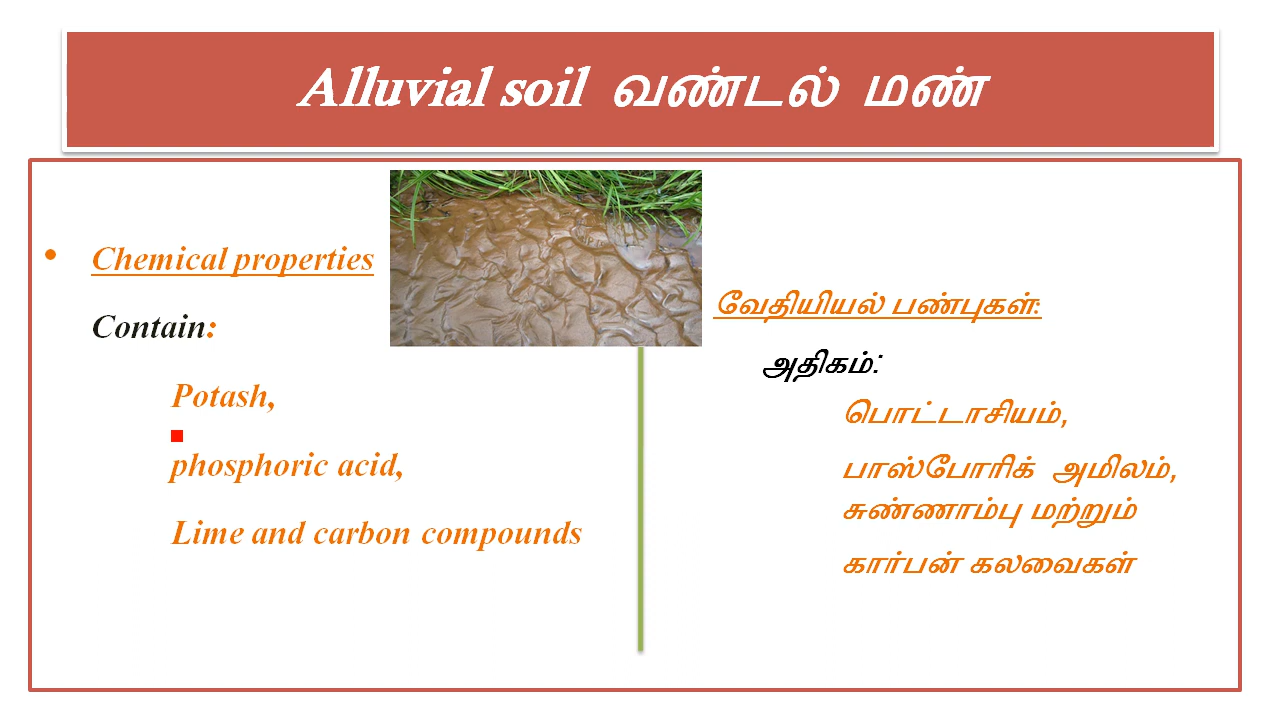 Alluvial soil வண்டல் மண்
• Chemical properties
Contain:
Potash,
phosphoric acid,
Lime and carbon compounds
வேதியியல் பண்புகள்:
அதிகம்:
பொட்டாசியம்,
பாஸ்போரிக் அமிலம்,
சுண்ணாம்பு மற்றும்
கார்பன் கலவைகள்